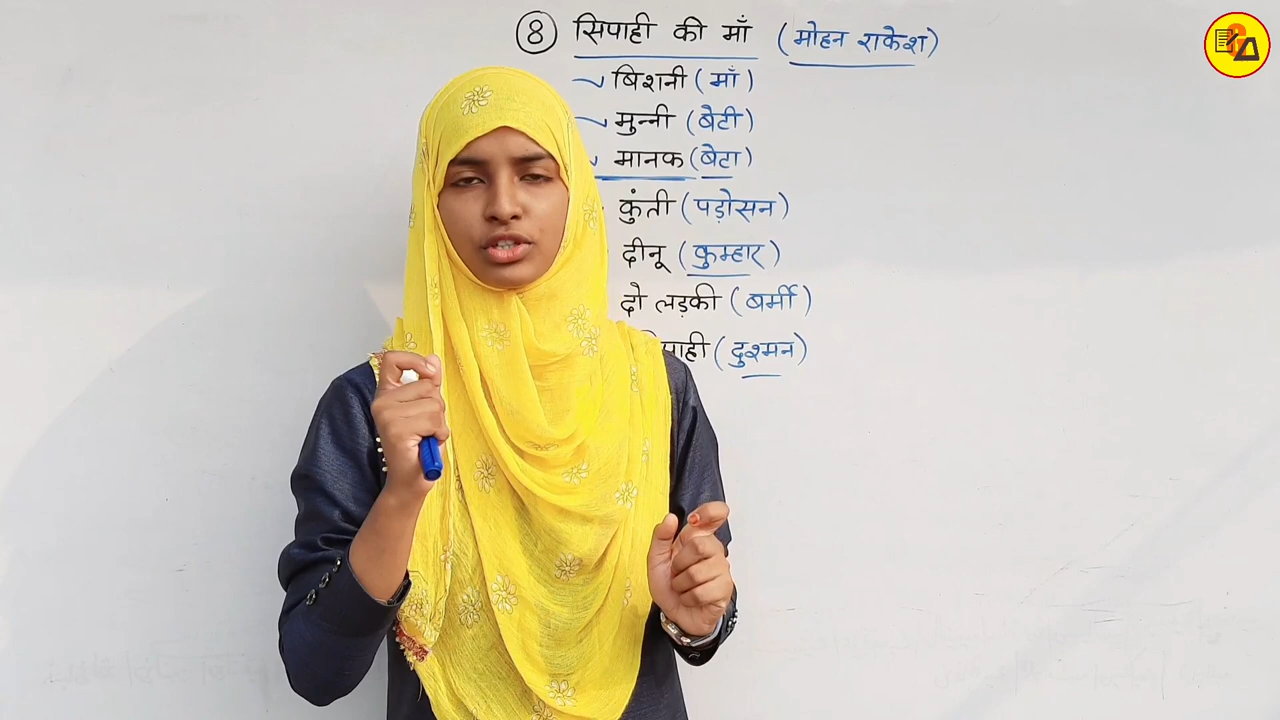 8 सिपाही की माँ (मोहन राकेश)
बिशनी (माँ)
मुन्नी (बेटी)
मानक (बेटा)
कुंती (पड़ोसन)
दीनू (कुम्हार)
दो लड़की (बर्मी)
(दुश्मन)